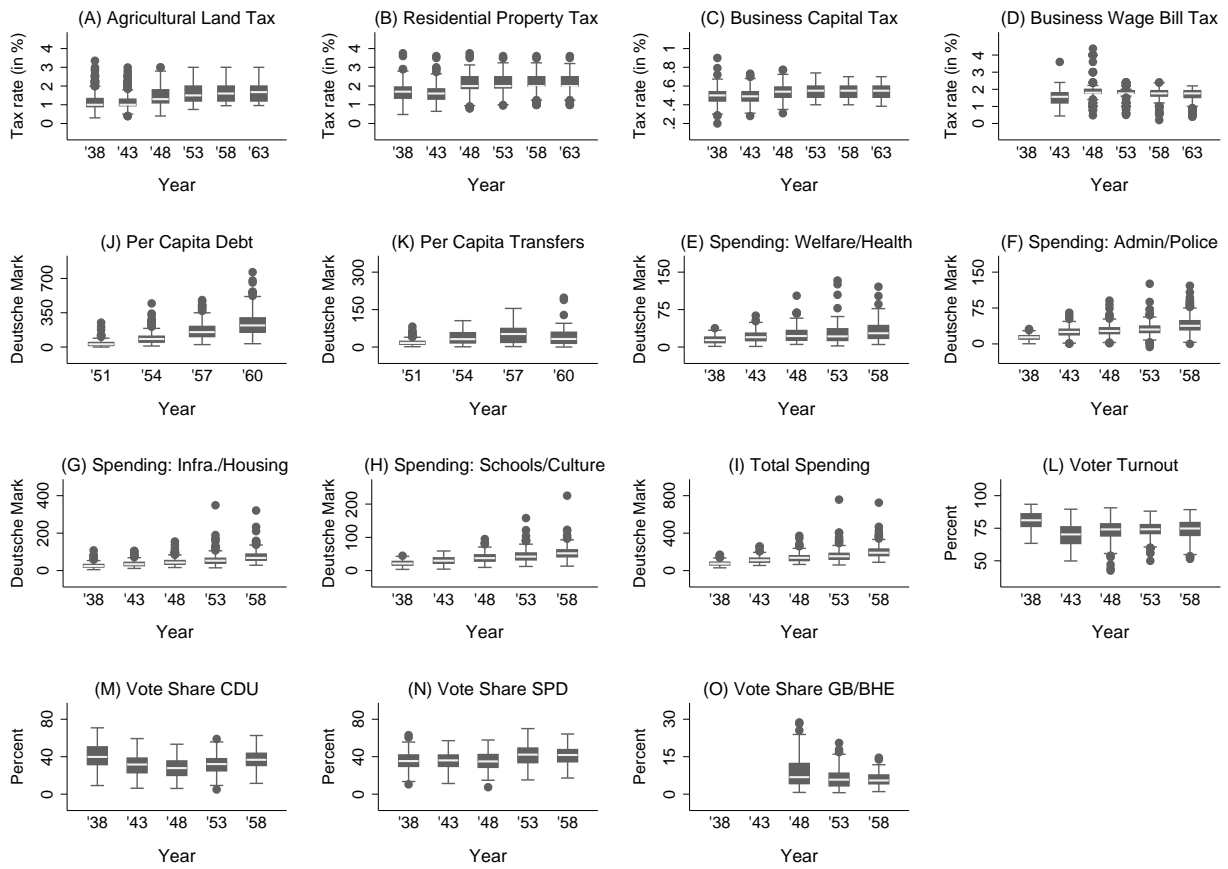 (A) Agricultural Land Tax
Tax rate (in %)
4
3
2
1
0
'38 '43 '48 '53 '58 '63
Year
(B) Residential Property Tax
Tax rate (in %)
4
3
2
1
0
'38 '43 '48 '53 '58 '63
Year
(C) Business Capital Tax
Tax rate (in %)
1
.8
.6
.4
.2
'38 '43 '48 '53 '58 '63
Year
(D) Business Wage Bill Tax
Tax rate (in %)
4
3
2
1
0
'38 '43 '48 '53 '58 '63
Year
(J) Per Capita Debt
Deutsche Mark
700
35
0
'51 '54 '57 '60
Year
(K) Per Capita Transfers
Deutsche Mark
300
150
0
'51 '54 '57 '60
Year
(E) Spending: Welfare/Health
Deutsche Mark
150
75
0
'38 '43 '48 '53 '58
Year
(F) Spending: Admin/Police
Deutsche Mark
150
75
0
'38 '43 '48 '53 '58
Year
(G) Spending: Infra./Housing
Deutsche Mark
400
200
0
'38 '43 '48 '53 '58
Year
(H) Spending: Schools/Culture
Deutsche Mark
200
100
0
'38 '43 '48 '53 '58
Year
(I) Total Spending
Deutsche Mark
800
400
0
'38 '43 '48 '53 '58
Year
(L) Voter Turnout
Percent
100
75
50
'38 '43 '48 '53 '58
Year
(M) Vote Share CDU
Percent
80
40
0
'38 '43 '48 '53 '58
Year
(N) Vote Share SPD
Percent
80
40
0
'38 '43 '48 '53 '58
Year
(O) Vote Share GB/BHE
Percent
30
15
0
'38 '43 '48 '53 '58
Year